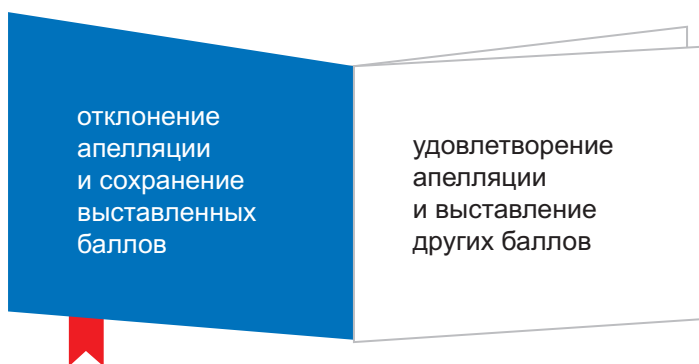 отклонение
апелляции
и сохранение
выставленных
баллов
удовлетворение
апелляции
и выставление
других баллов